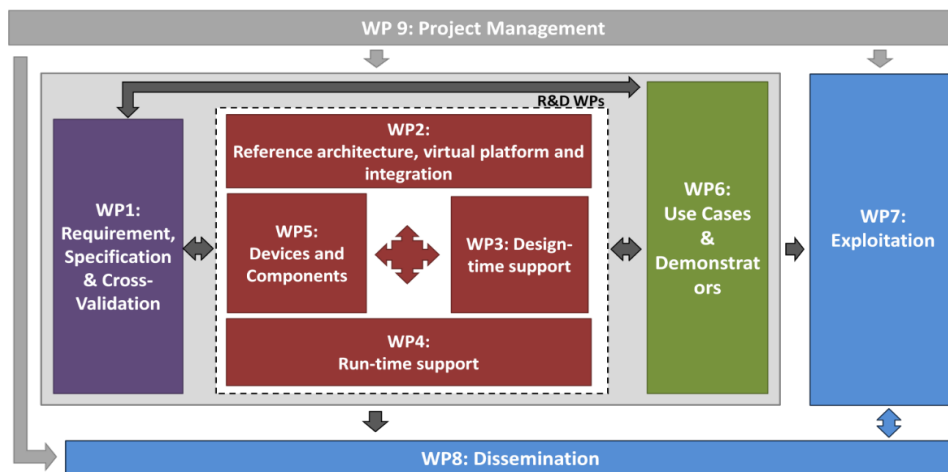 WP 9: Project Management
R&D WPs
WP1:
Requirement,
Specification
& Cross-
Validation
WP2:
Reference architecture, virtual platform and
integration
WP5:
Devices and
Components
WP3: Design-
time support
WP4:
Run-time support
WP6:
Use Cases
&
Demonstrat
ors
WP7:
Exploitation
WP8: Dissemination